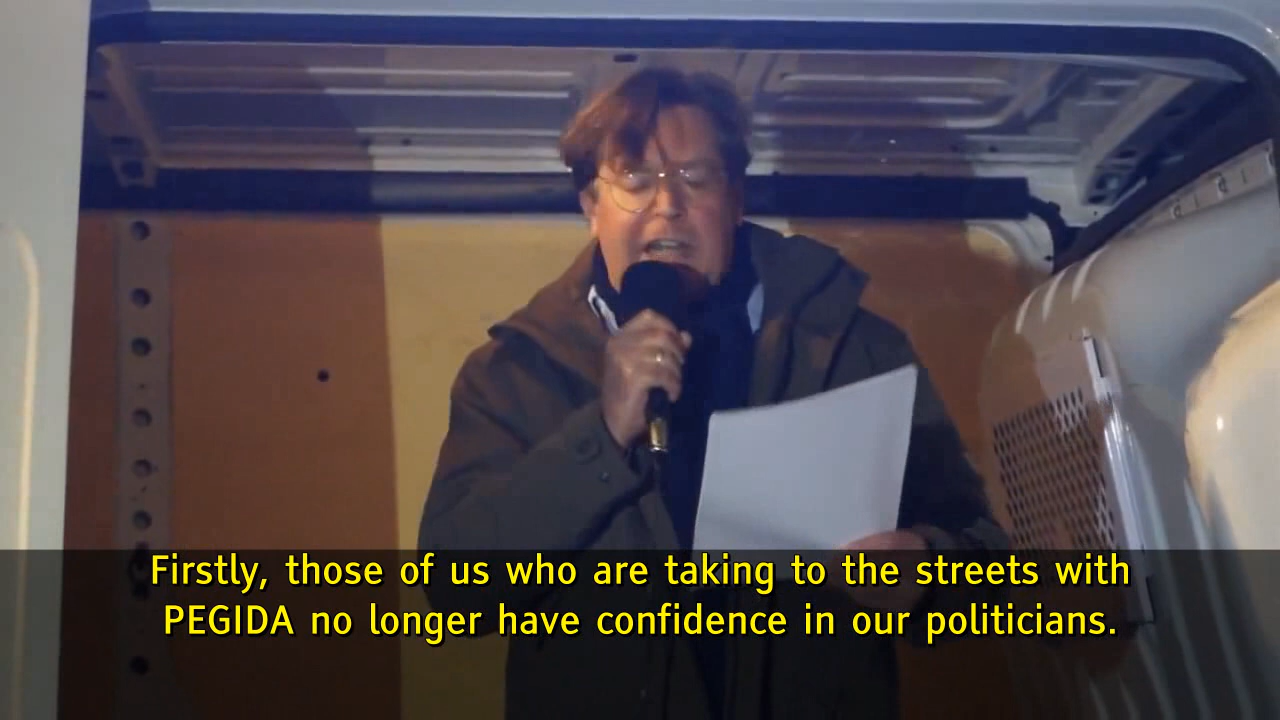 Firstly, those of us who are taking to the streets with
PEGIDA no longer have confidence in our politicians.